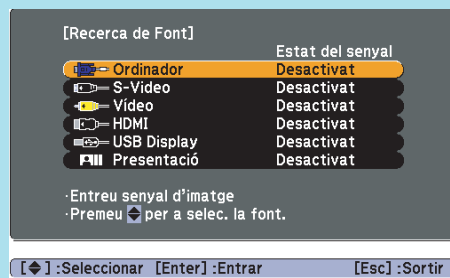 [Recerca de Font]
Estat del senyal
Ordinador Desactivat
S-Video Desactivat
Vídeo Desactivat
HDMI Desactivat
USB Display Desactivat
Presentació Desactivat
·Entreu senyal d'imatge
·Premeu per a selec. la font.
[ ] :Seleccionar [Enter] :Entrar [Esc] :Sortir